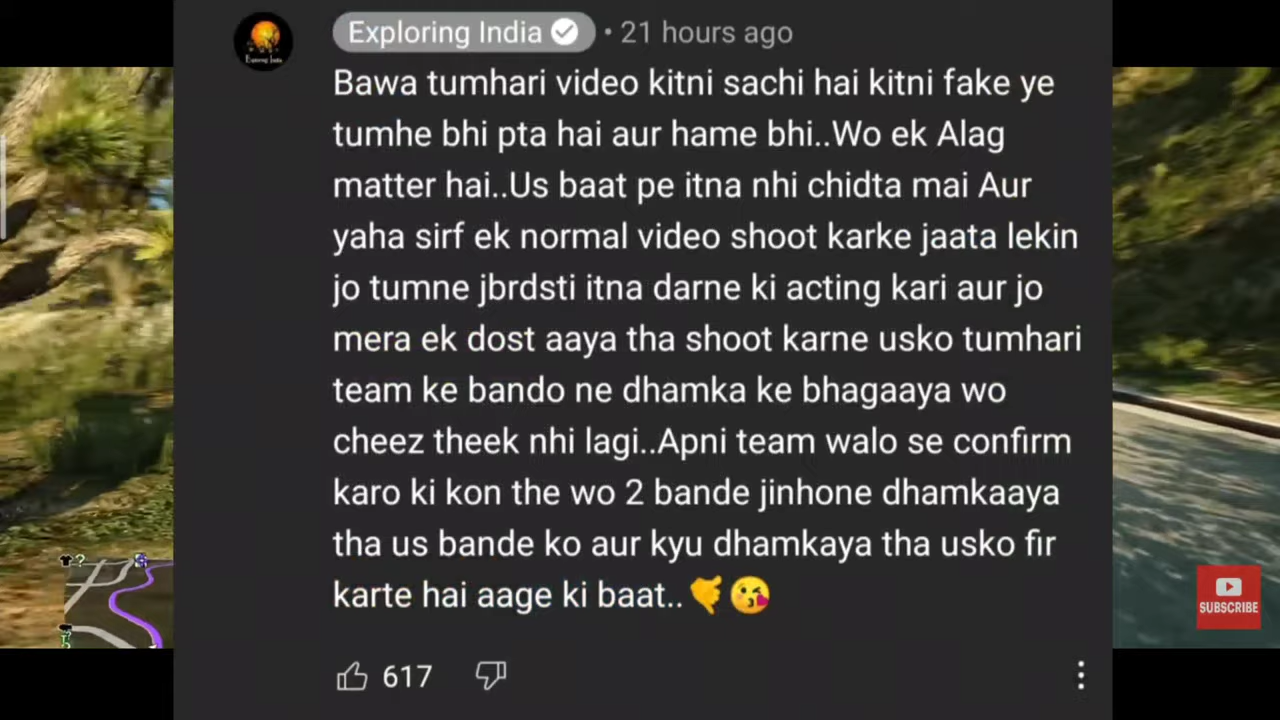 Exploring India • 21 hours ago
Bawa tumhari video kitni sachi hai kitni fake ye
tumhe bhi pta hai aur hame bhi..Wo ek Alag
matter hai..Us baat pe itna nhi chidta mai Aur
yaha sirf ek normal video shoot karke jaata lekin
jo tumne jbrdsti itna darne ki acting kari aur jo
mera ek dost aaya tha shoot karne usko tumhari
team ke bando ne dhamka ke bhagaaya wo
cheez theek nhi lagi..Apni team walo se confirm
karo ki kon the wo 2 bande jinhone dhamkaaya
tha us bande ko aur kyu dhamkaya tha usko fir
karte hai aage ki baat..🤙😘
617
SUBSCRIBE